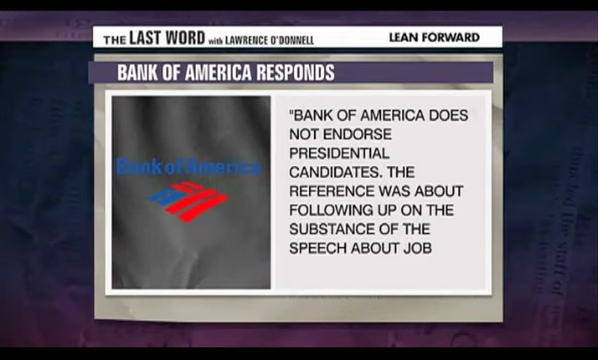 THE LAST WORD with LAWRENCE O'DONNELL LEAN FORWARD
BANK OF AMERICA RESPONDS
Bank of America
"BANK OF AMERICA DOES
NOT ENDORSE
PRESIDENTIAL
CANDIDATES. THE
REFERENCE WAS ABOUT
FOLLOWING UP ON THE
SUBSTANCE OF THE
SPEECH ABOUT JOB